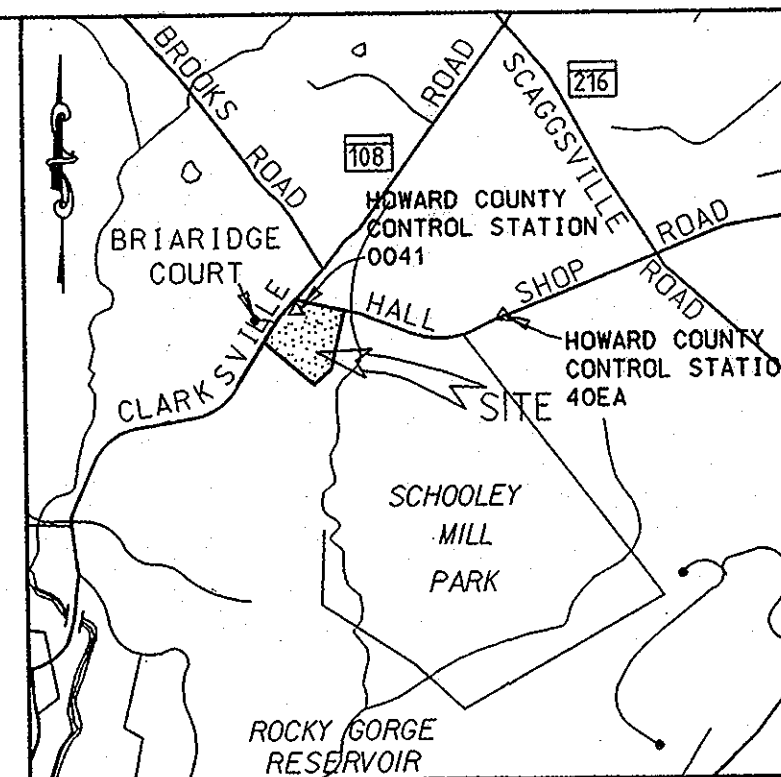 BROOKS ROAD
ROAD
SCAGGSVILLE
216
108
HOWARD COUNTY
CONTROL STATION
0041
BRIARIDGE
COURT
CLARKSVILLE
HALL SHOP ROAD
ROAD
HOWARD COUNTY
CONTROL STATIO
40EA
SITE
SCHOOLEY
MILL
PARK
ROCKY GORGE
RESERVOIR